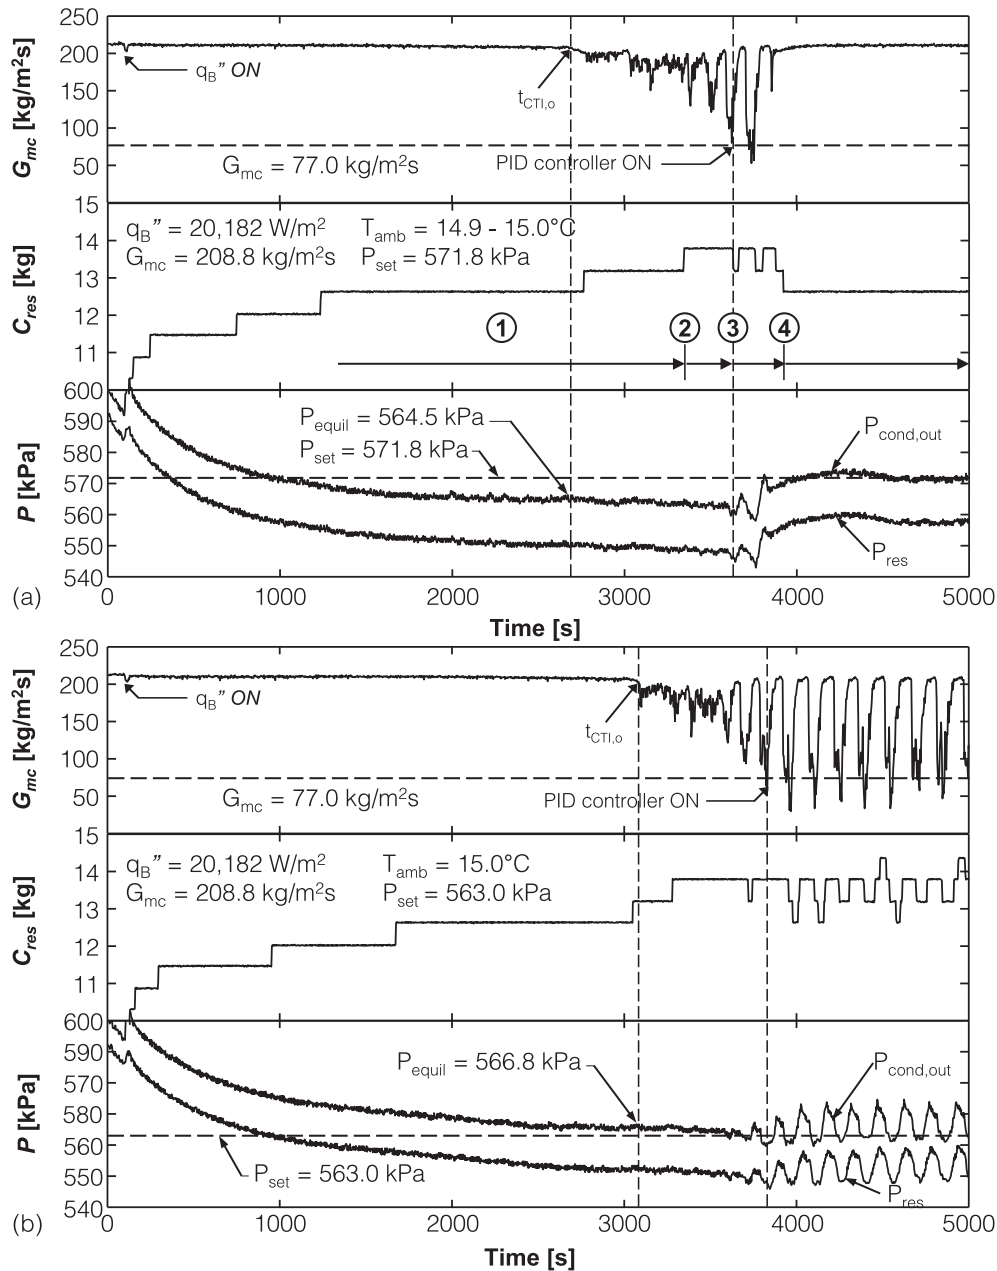 250
200
150
100
50
G_mc [kg/m²s]
q_B″ ON
t_CTI,o
G_mc = 77.0 kg/m²s
PID controller ON
15
14
13
12
11
C_res [kg]
q_B″ = 20,182 W/m²
T_amb = 14.9 - 15.0°C
G_mc = 208.8 kg/m²s
P_set = 571.8 kPa
1
2
3
4
600
590
580
570
560
550
540
P [kPa]
P_equil = 564.5 kPa
P_set = 571.8 kPa
P_cond,out
P_res
(a)
0 1000 2000 3000 4000 5000
Time [s]
250
200
150
100
50
G_mc [kg/m²s]
q_B″ ON
t_CTI,o
G_mc = 77.0 kg/m²s
PID controller ON
15
14
13
12
11
C_res [kg]
q_B″ = 20,182 W/m²
T_amb = 15.0°C
G_mc = 208.8 kg/m²s
P_set = 563.0 kPa
600
590
570
580
560
550
540
P [kPa]
P_equil = 566.8 kPa
P_cond,out
P_set = 563.0 kPa
P_res
(b)
0 1000 2000 3000 4000 5000
Time [s]